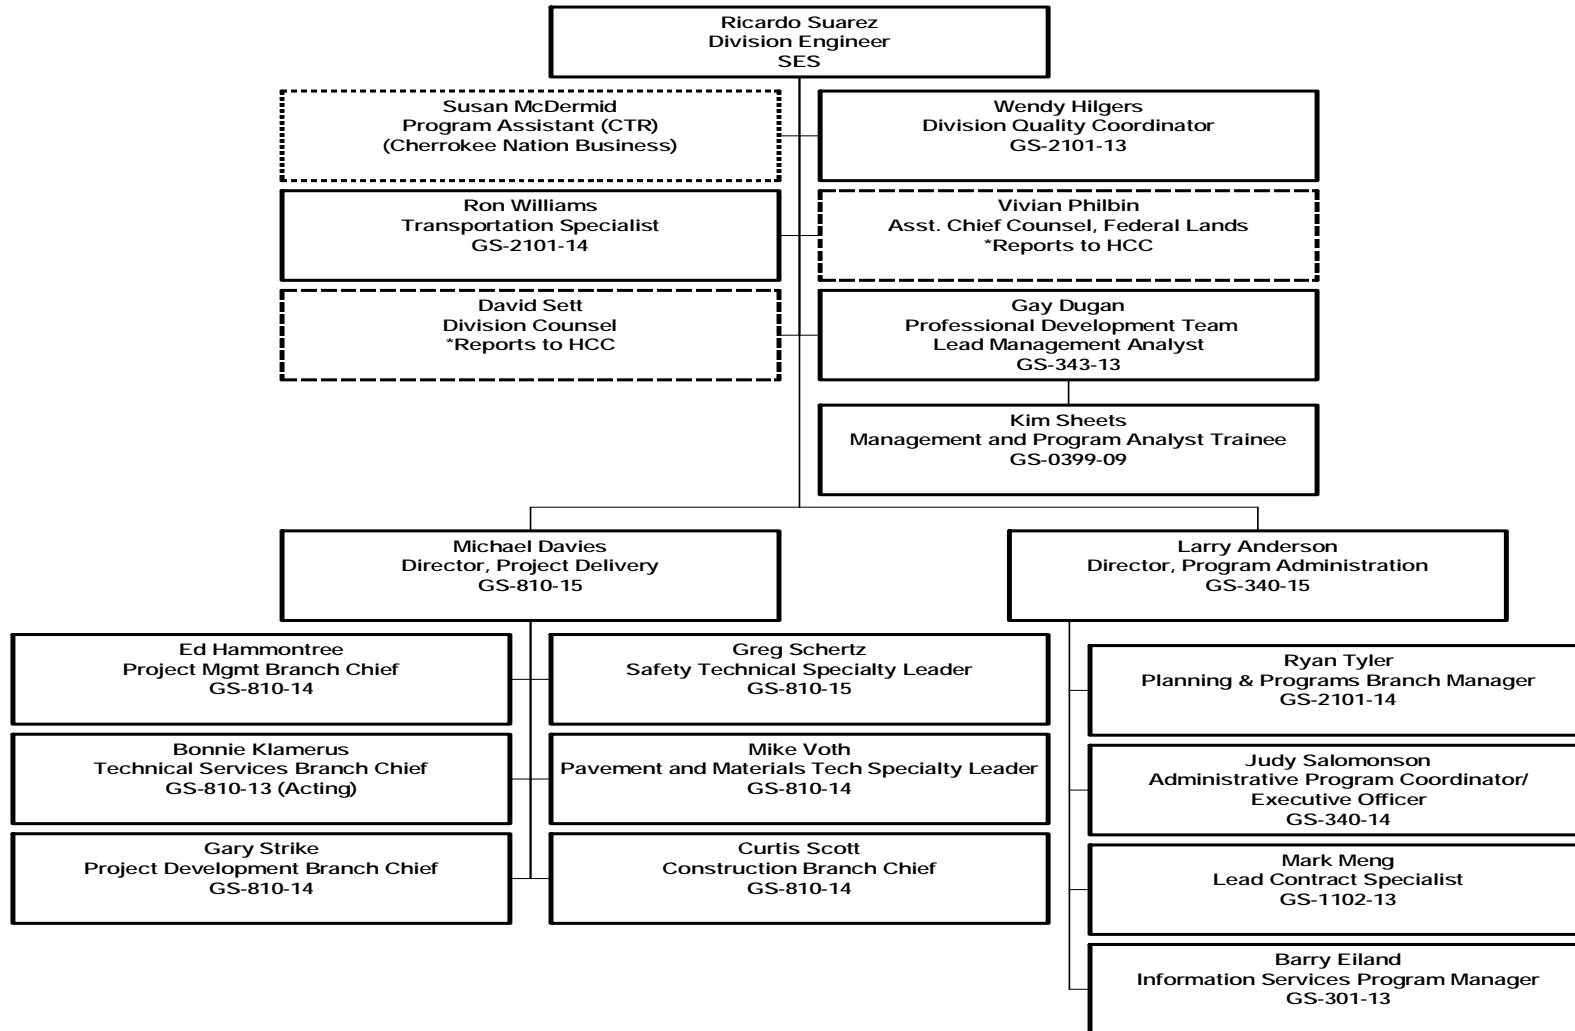 Ricardo Suarez
Division Engineer
SES
Susan McDermid
Program Assistant (CTR)
(Cherrokee Nation Business)
Wendy Hilgers
Division Quality Coordinator
GS-2101-13
Ron Williams
Transportation Specialist
GS-2101-14
Vivian Philbin
Asst. Chief Counsel, Federal Lands
*Reports to HCC
David Sett
Division Counsel
*Reports to HCC
Gay Dugan
Professional Development Team
Lead Management Analyst
GS-343-13
Kim Sheets
Management and Program Analyst Trainee
GS-0399-09
Michael Davies
Director, Project Delivery
GS-810-15
Larry Anderson
Director, Program Administration
GS-340-15
Ed Hammontree
Project Mgmt Branch Chief
GS-810-14
Greg Schertz
Safety Technical Specialty Leader
GS-810-15
Bonnie Klamerus
Technical Services Branch Chief
GS-810-13 (Acting)
Mike Voth
Pavement and Materials Tech Specialty Leader
GS-810-14
Gary Strike
Project Development Branch Chief
GS-810-14
Curtis Scott
Construction Branch Chief
GS-810-14
Ryan Tyler
Planning & Programs Branch Manager
GS-2101-14
Judy Salomonson
Administrative Program Coordinator/
Executive Officer
GS-340-14
Mark Meng
Lead Contract Specialist
GS-1102-13
Barry Eiland
Information Services Program Manager
GS-301-13